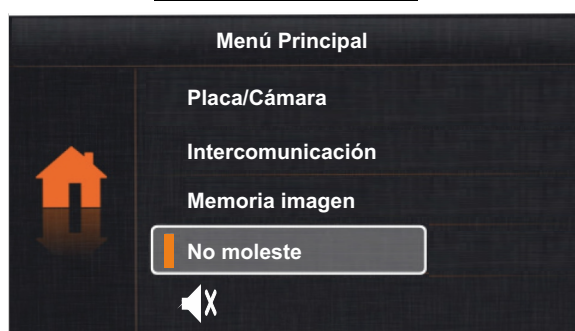 Menú Principal
Placa/Cámara
Intercomunicación
Memoria imagen
No moleste